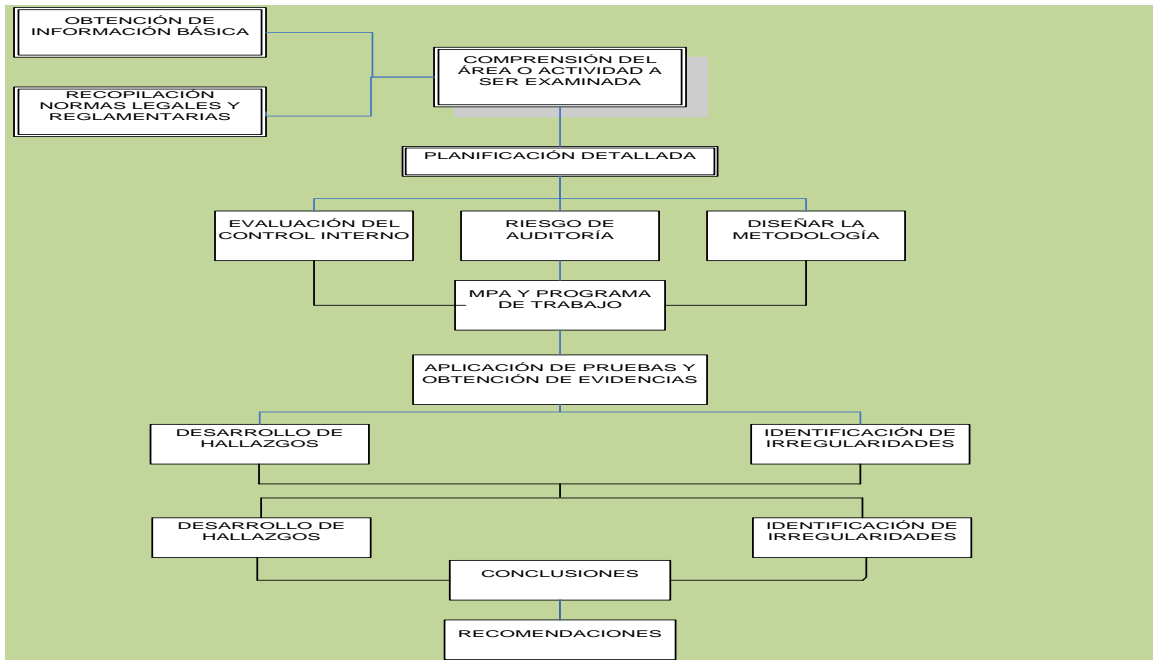 OBTENCIÓN DE
INFORMACIÓN BÁSICA
RECOPILACIÓN
NORMAS LEGALES Y
REGLAMENTARIAS
COMPRENSIÓN DEL
ÁREA O ACTIVIDAD A
SER EXAMINADA
PLANIFICACIÓN DETALLADA
EVALUACIÓN DEL
CONTROL INTERNO
RIESGO DE
AUDITORÍA
DISEÑAR LA
METODOLOGÍA
MPA Y PROGRAMA
DE TRABAJO
APLICACIÓN DE PRUEBAS Y
OBTENCIÓN DE EVIDENCIAS
DESARROLLO DE
HALLAZGOS
IDENTIFICACIÓN DE
IRREGULARIDADES
DESARROLLO DE
HALLAZGOS
IDENTIFICACIÓN DE
IRREGULARIDADES
CONCLUSIONES
RECOMENDACIONES